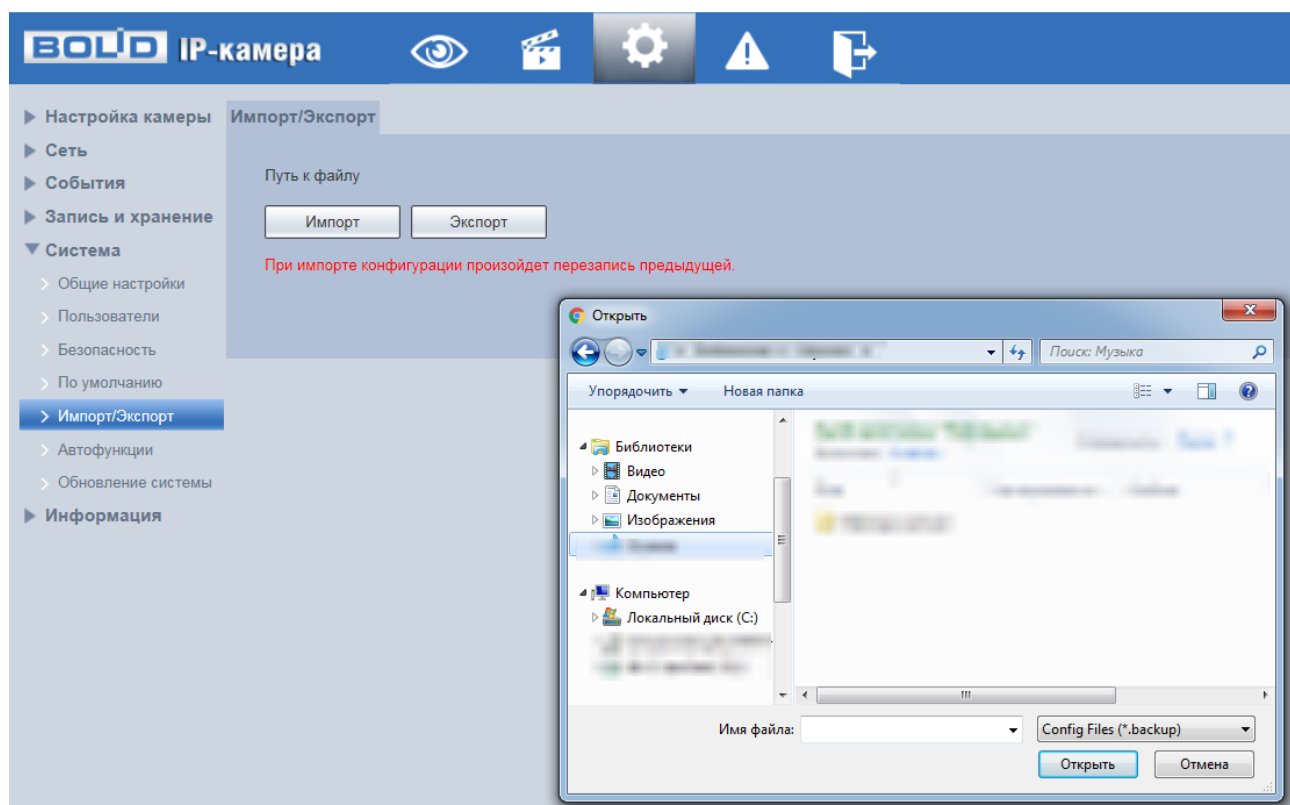 BOLID IP-камера
Настройка камеры
Сеть
События
Запись и хранение
Система
Общие настройки
Пользователи
Безопасность
По умолчанию
Импорт/Экспорт
Автофункции
Обновление системы
Информация
Импорт/Экспорт
Путь к файлу
Импорт Экспорт
При импорте конфигурации произойдет перезапись предыдущей.
Открыть
Поиск: Музыка
Упорядочить Новая папка
Библиотеки
Видео
Документы
Изображения
Компьютер
Локальный диск (C:)
Имя файла: Config Files (*.backup)
Открыть Отмена